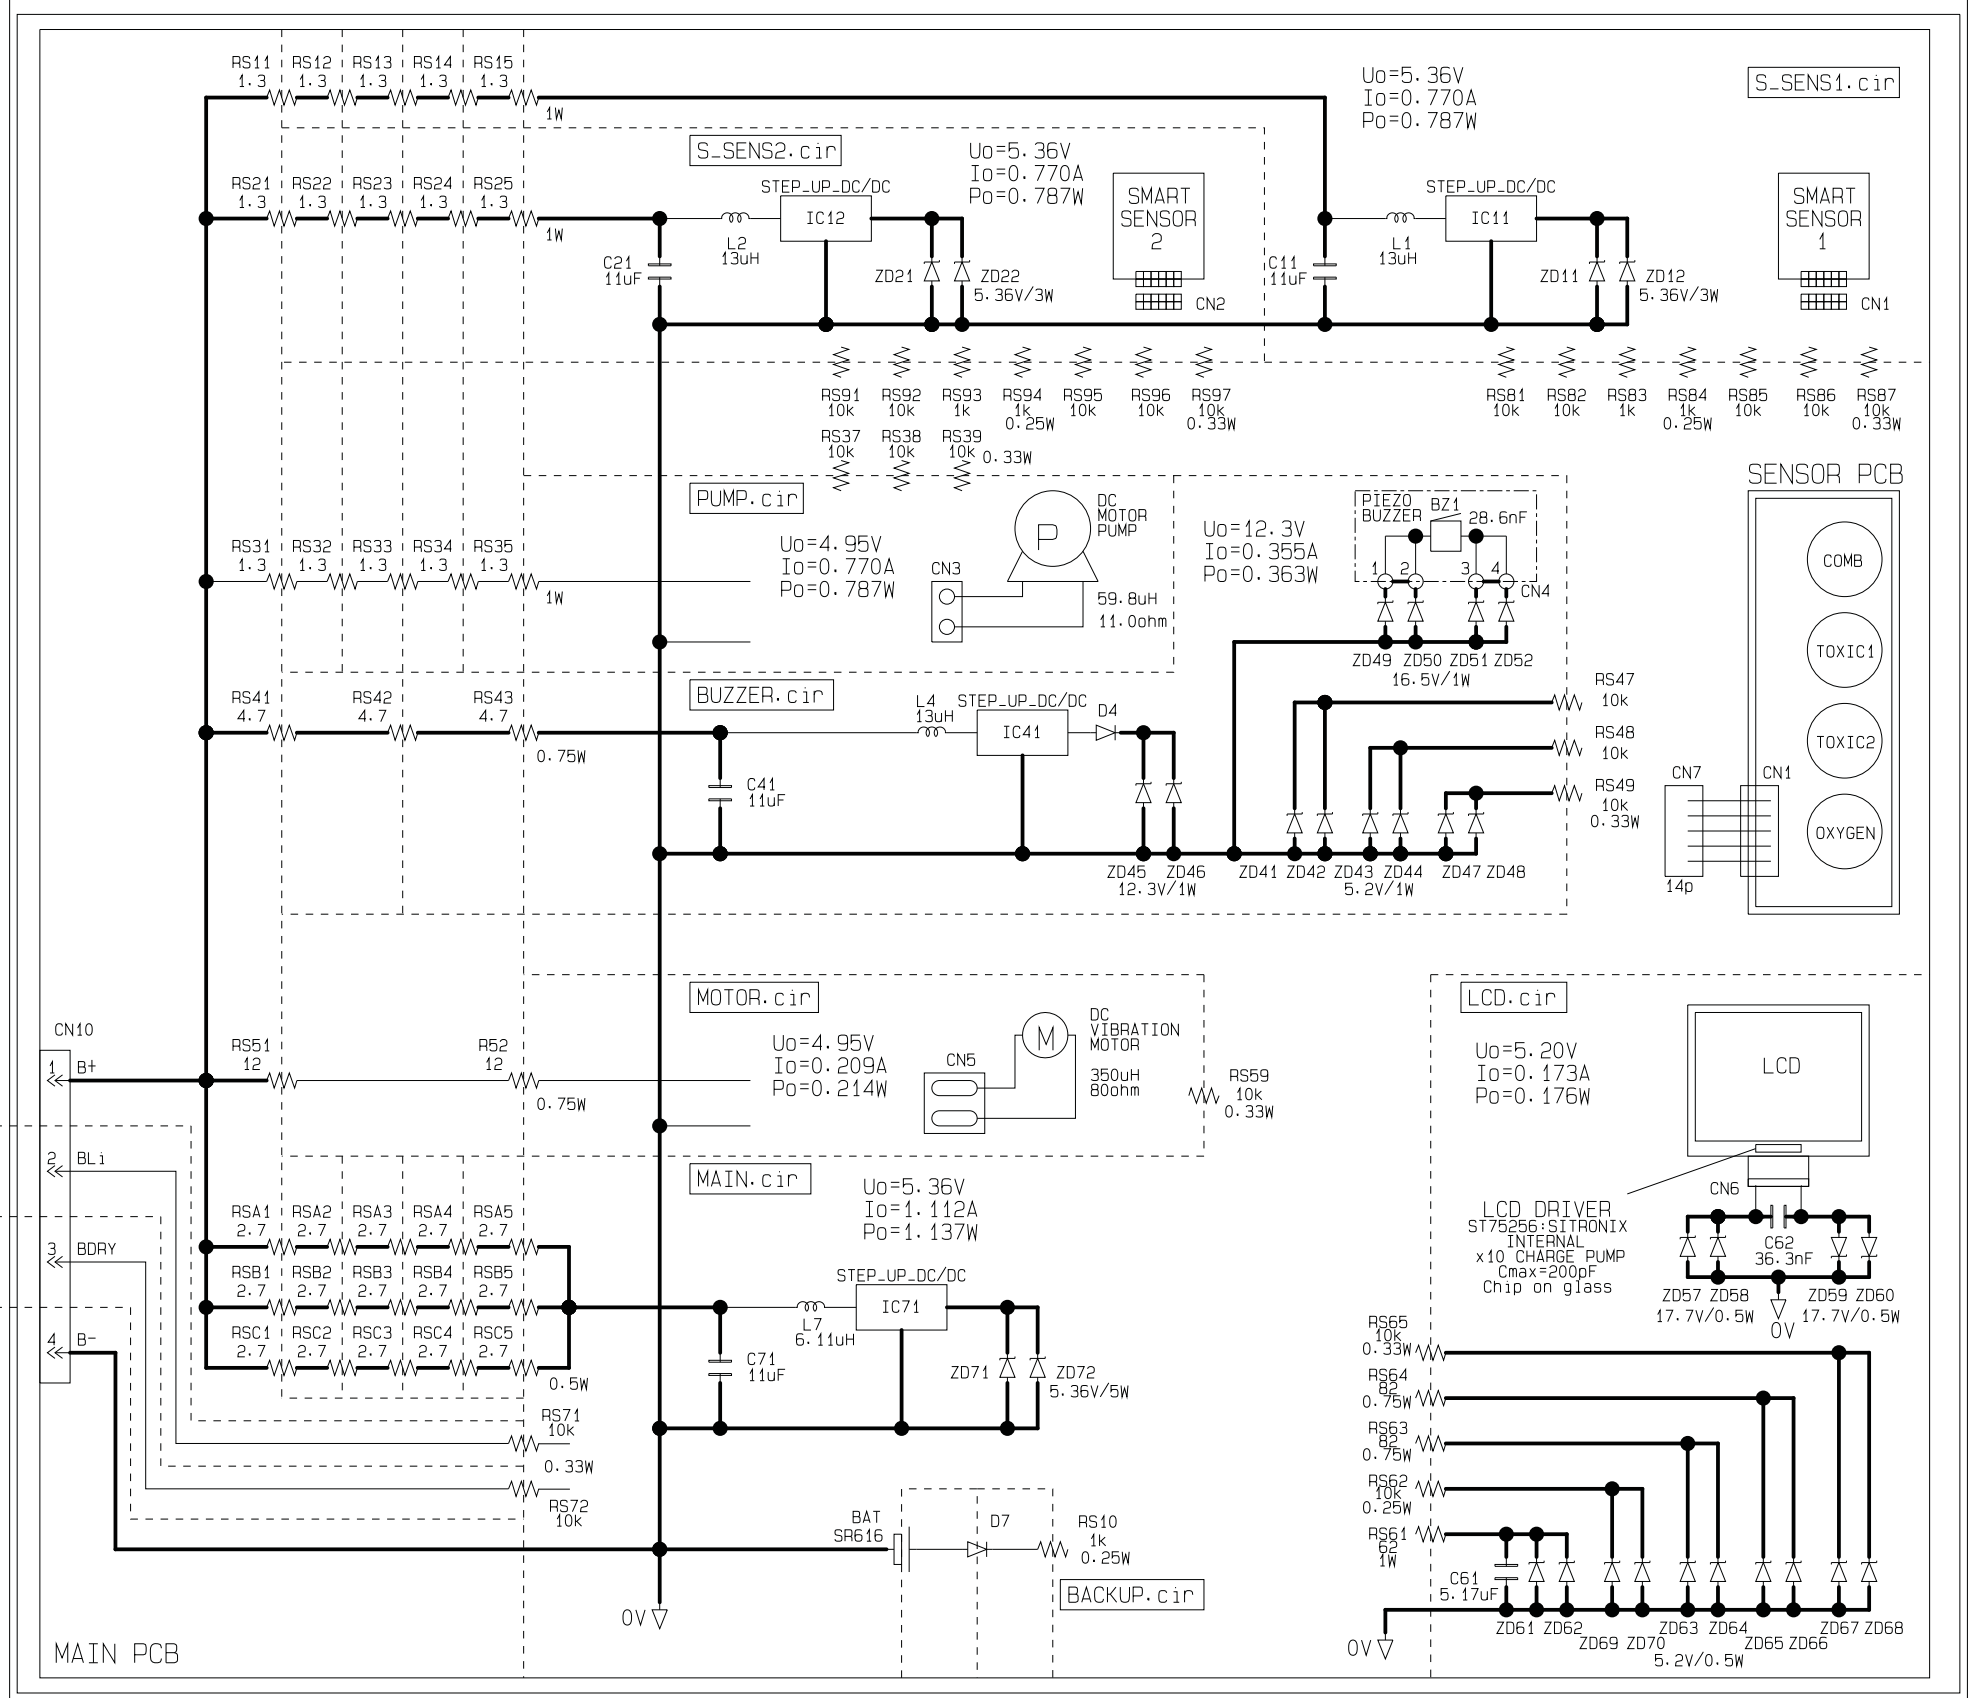 RS11 RS12 RS13 RS14 RS15
1.3 1.3 1.3 1.3 1.3
1W
Uo=5.36V
Io=0.770A
Po=0.787W
S_SENS1.cir
S_SENS2.cir
Uo=5.36V
Io=0.770A
Po=0.787W
RS21 RS22 RS23 RS24 RS25
1.3 1.3 1.3 1.3 1.3
1W
STEP_UP_DC/DC
IC12
L2
13uH
C21
11uF
ZD21
ZD22
5.36V/3W
SMART
SENSOR
2
CN2
STEP_UP_DC/DC
IC11
L1
13uH
C11
11uF
ZD11
ZD12
5.36V/3W
SMART
SENSOR
1
CN1
RS91 RS92 RS93 RS94 RS95 RS96 RS97
10k 10k 1k 1k 10k 10k 10k
0.25W 0.33W
RS81 RS82 RS83 RS84 RS85 RS86 RS87
10k 10k 1k 1k 10k 10k 10k
0.25W 0.33W
RS37 RS38 RS39
10k 10k 10k 0.33W
PUMP.cir
Uo=4.95V
Io=0.770A
Po=0.787W
RS31 RS32 RS33 RS34 RS35
1.3 1.3 1.3 1.3 1.3
1W
CN3
P
DC
MOTOR
PUMP
59.8uH
11.0ohm
Uo=12.3V
Io=0.355A
Po=0.363W
PIEZO
BUZZER
BZ1
28.6nF
1 2 3 4
CN4
ZD49 ZD50 ZD51 ZD52
16.5V/1W
SENSOR PCB
COMB
TOXIC1
TOXIC2
OXYGEN
CN7
CN1
14p
BUZZER.cir
RS41 RS42 RS43
4.7 4.7 4.7
0.75W
L4
13uH
STEP_UP_DC/DC
IC41
D4
C41
11uF
ZD45 ZD46
12.3V/1W
ZD41 ZD42 ZD43 ZD44 ZD47 ZD48
5.2V/1W
RS47
10k
RS48
10k
RS49
10k
0.33W
MOTOR.cir
Uo=4.95V
Io=0.209A
Po=0.214W
RS51 R52
12 12
0.75W
CN5
M
DC
VIBRATION
MOTOR
350uH
80ohm
RS59
10k
0.33W
LCD.cir
Uo=5.20V
Io=0.173A
Po=0.176W
LCD
CN6
LCD DRIVER
ST75256:SITRONIX
INTERNAL
x10 CHARGE PUMP
Cmax=200pF
Chip on glass
C62
36.3nF
ZD57 ZD58 ZD59 ZD60
17.7V/0.5W 17.7V/0.5W
0V
CN10
1 B+
2 BLi
3 BDRY
4 B-
MAIN.cir
Uo=5.36V
Io=1.112A
Po=1.137W
RSA1 RSA2 RSA3 RSA4 RSA5
2.7 2.7 2.7 2.7 2.7
RSB1 RSB2 RSB3 RSB4 RSB5
2.7 2.7 2.7 2.7 2.7
RSC1 RSC2 RSC3 RSC4 RSC5
2.7 2.7 2.7 2.7 2.7
0.5W
STEP_UP_DC/DC
IC71
L7
6.11uH
C71
11uF
ZD71
ZD72
5.36V/5W
RS71
10k
0.33W
RS72
10k
BAT
SR616
D7
RS10
1k
0.25W
BACKUP.cir
0V
RS65
10k
0.33W
RS64
82
0.75W
RS63
82
0.75W
RS62
10k
0.25W
RS61
62
1W
C61
5.17uF
ZD61 ZD62 ZD63 ZD64 ZD67 ZD68
ZD69 ZD70 ZD65 ZD66
5.2V/0.5W
0V
MAIN PCB